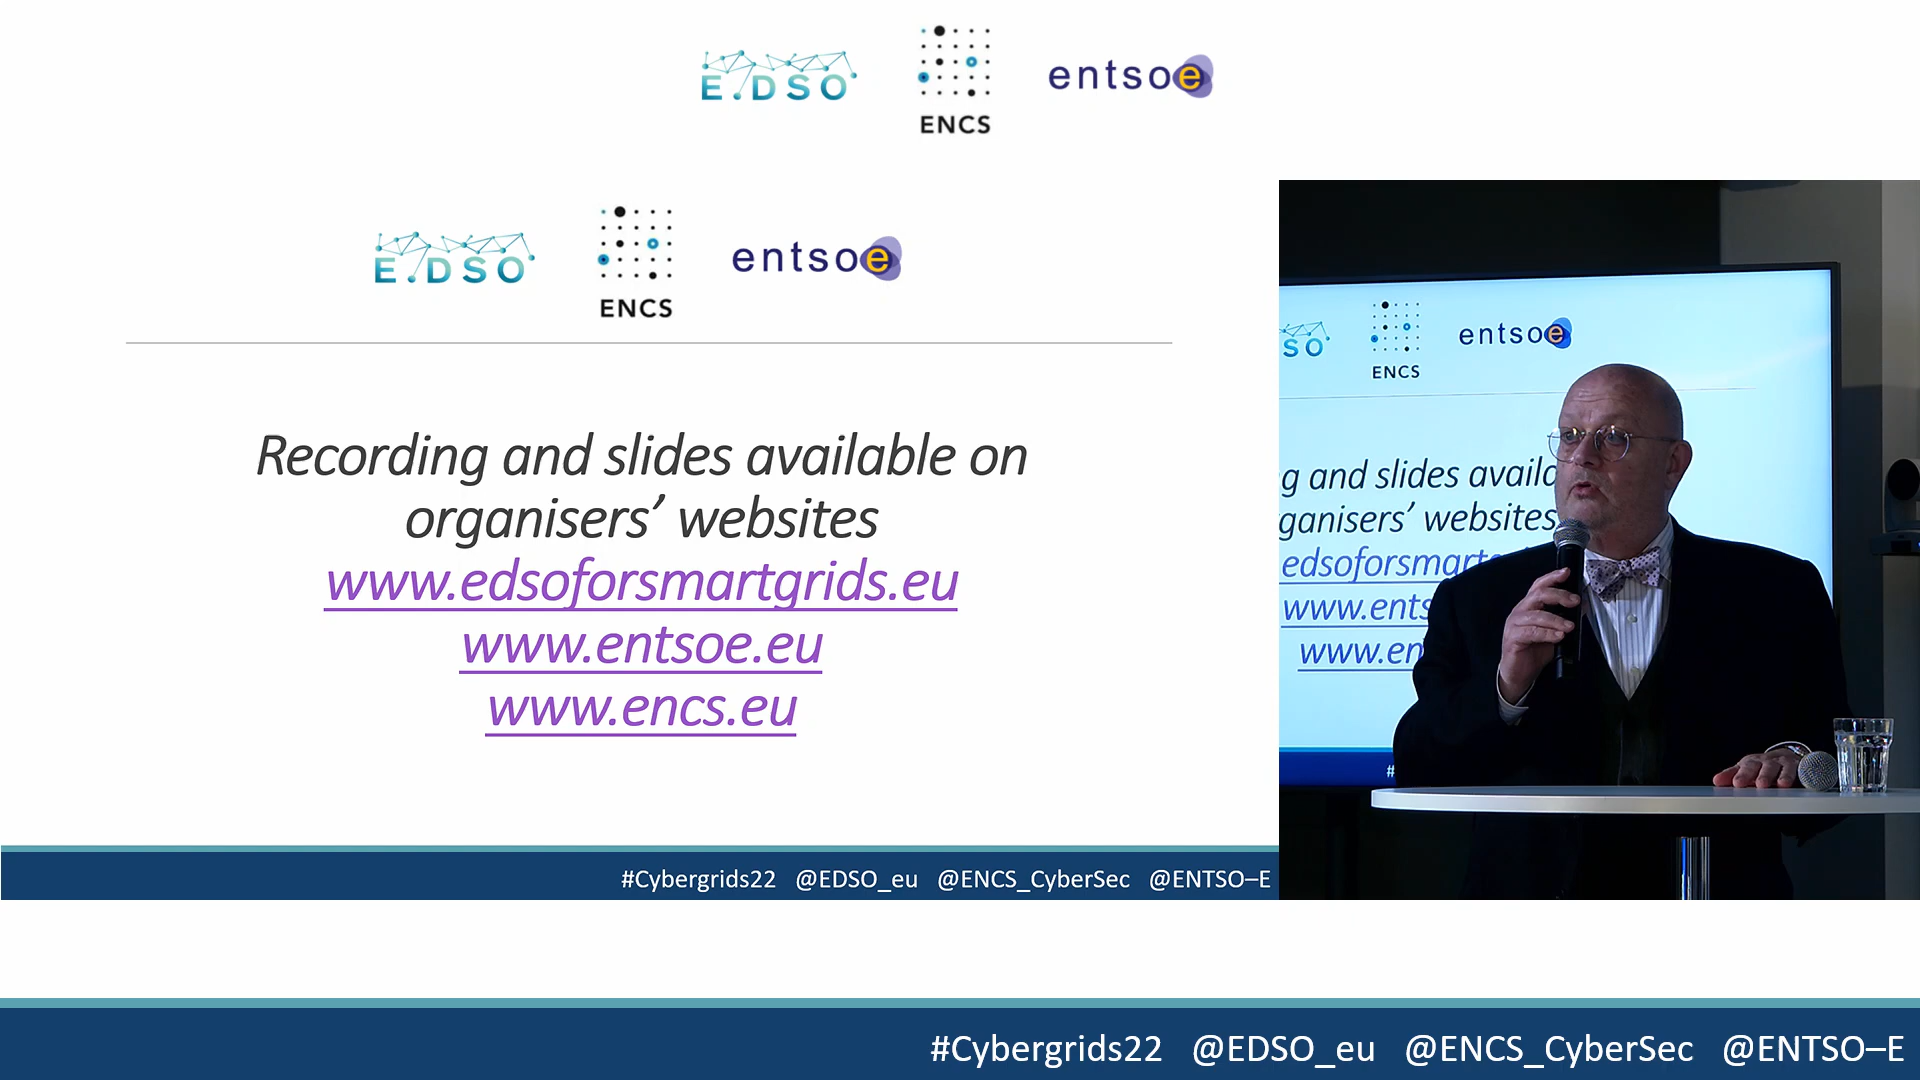 E.DSO
ENCS
entsoe
E.DSO
ENCS
entsoe
Recording and slides available on
organisers’ websites
www.edsoforsmartgrids.eu
www.entsoe.eu
www.encs.eu
#Cybergrids22 @EDSO_eu @ENCS_CyberSec @ENTSO–E
SO
ENCS
entsoe
g and slides availa
ganisers’ websites
edsoforsmartg
www.ents
www.en
#
#Cybergrids22 @EDSO_eu @ENCS_CyberSec @ENTSO–E